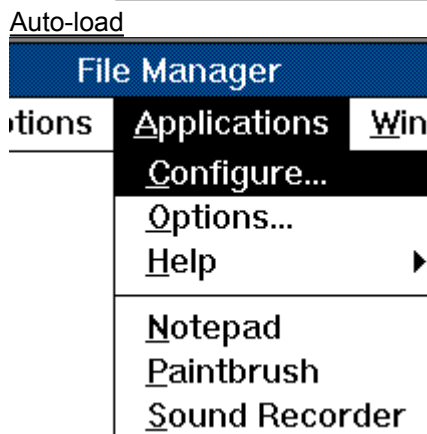 Auto-load
File Manager
tions Applications Win
Configure...
Options...
Help
Notepad
Paintbrush
Sound Recorder